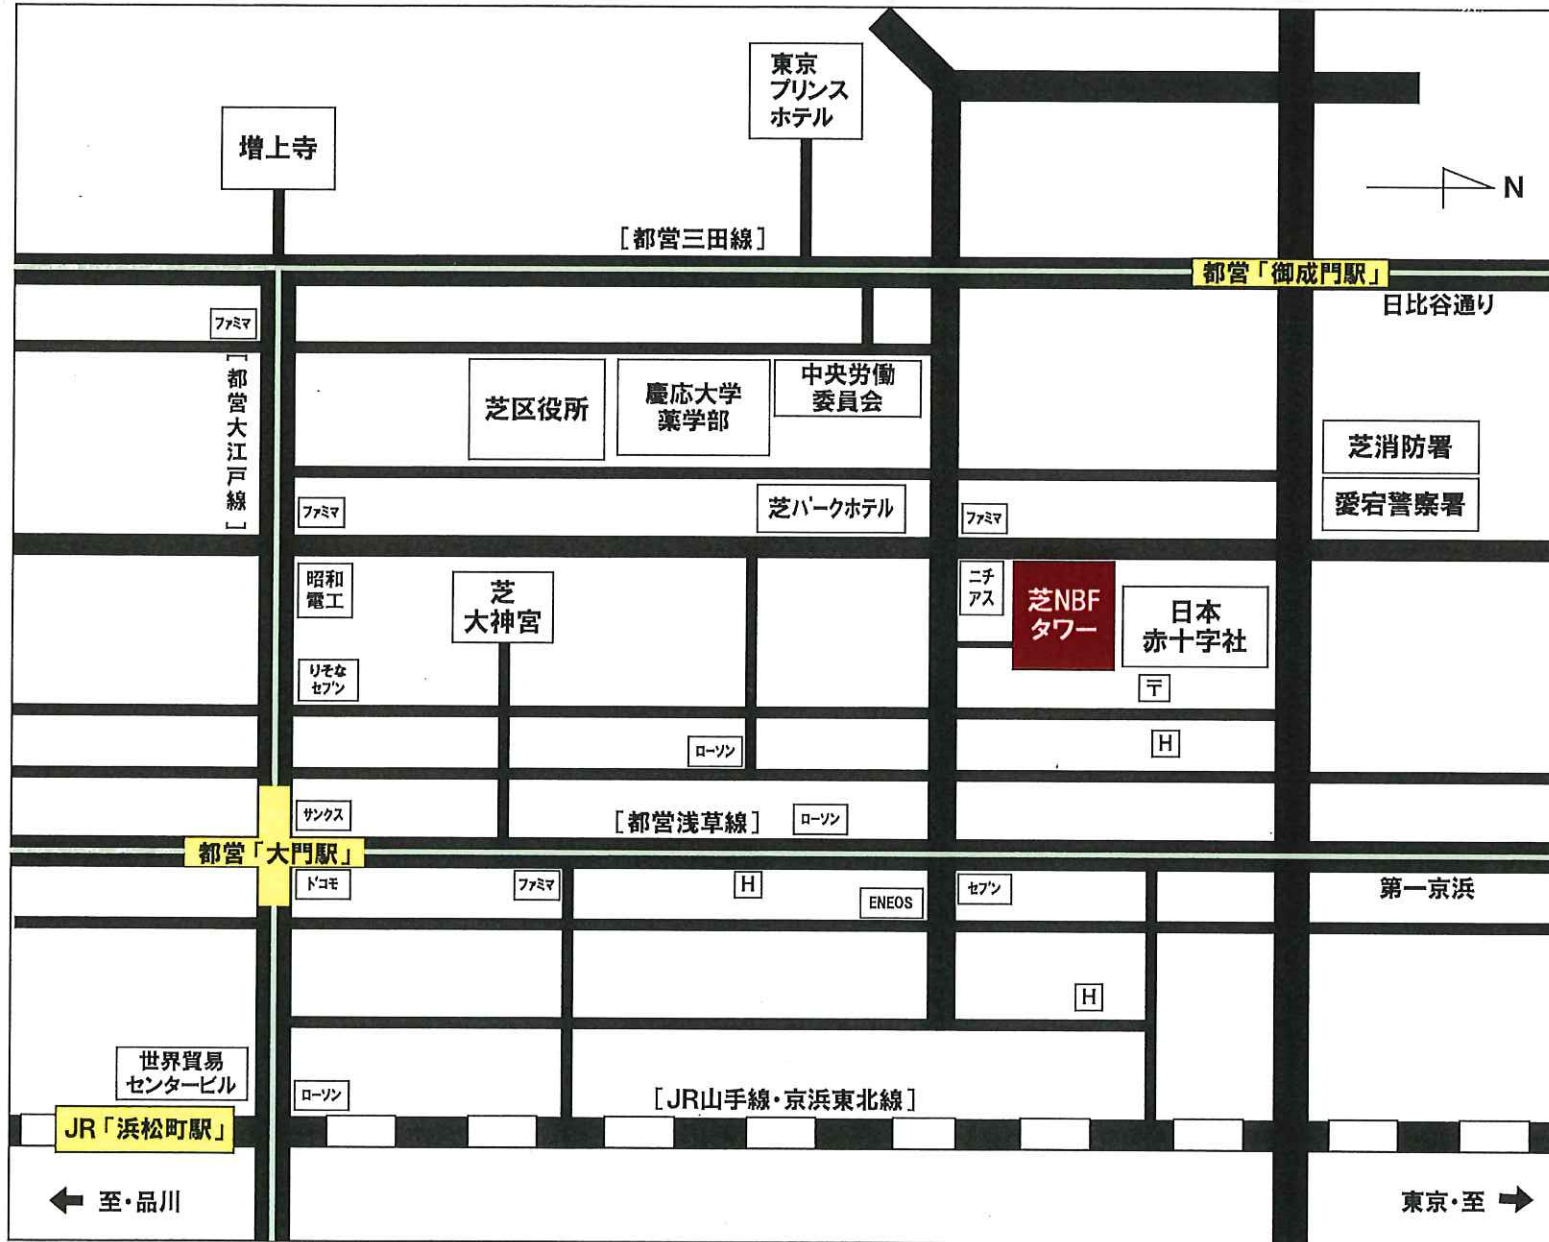 東京
プリンス
ホテル
増上寺
N
[都営三田線]
都営「御成門駅」
日比谷通り
ファミマ
[都営大江戸線]
芝区役所
慶応大学
薬学部
中央労働
委員会
芝消防署
愛宕警察署
ファミマ
芝パークホテル
ファミマ
昭和
電工
芝
大神宮
ニチ
アス
芝NBF
タワー
日本
赤十字社
りそな
セブン
〒
ローソン
H
サンクス
[都営浅草線]
ローソン
都営「大門駅」
ドコモ
ファミマ
H
ENEOS
セブン
第一京浜
H
世界貿易
センタービル
ローソン
[JR山手線・京浜東北線]
JR「浜松町駅」
至・品川
東京・至